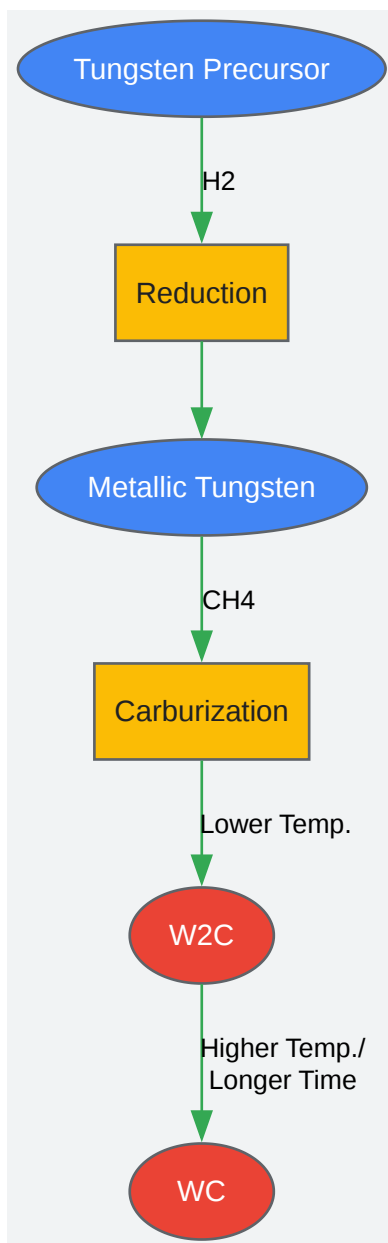 Tungsten Precursor
H2
Reduction
Metallic Tungsten
CH4
Carburization
Lower Temp.
W2C
Higher Temp./
Longer Time
WC